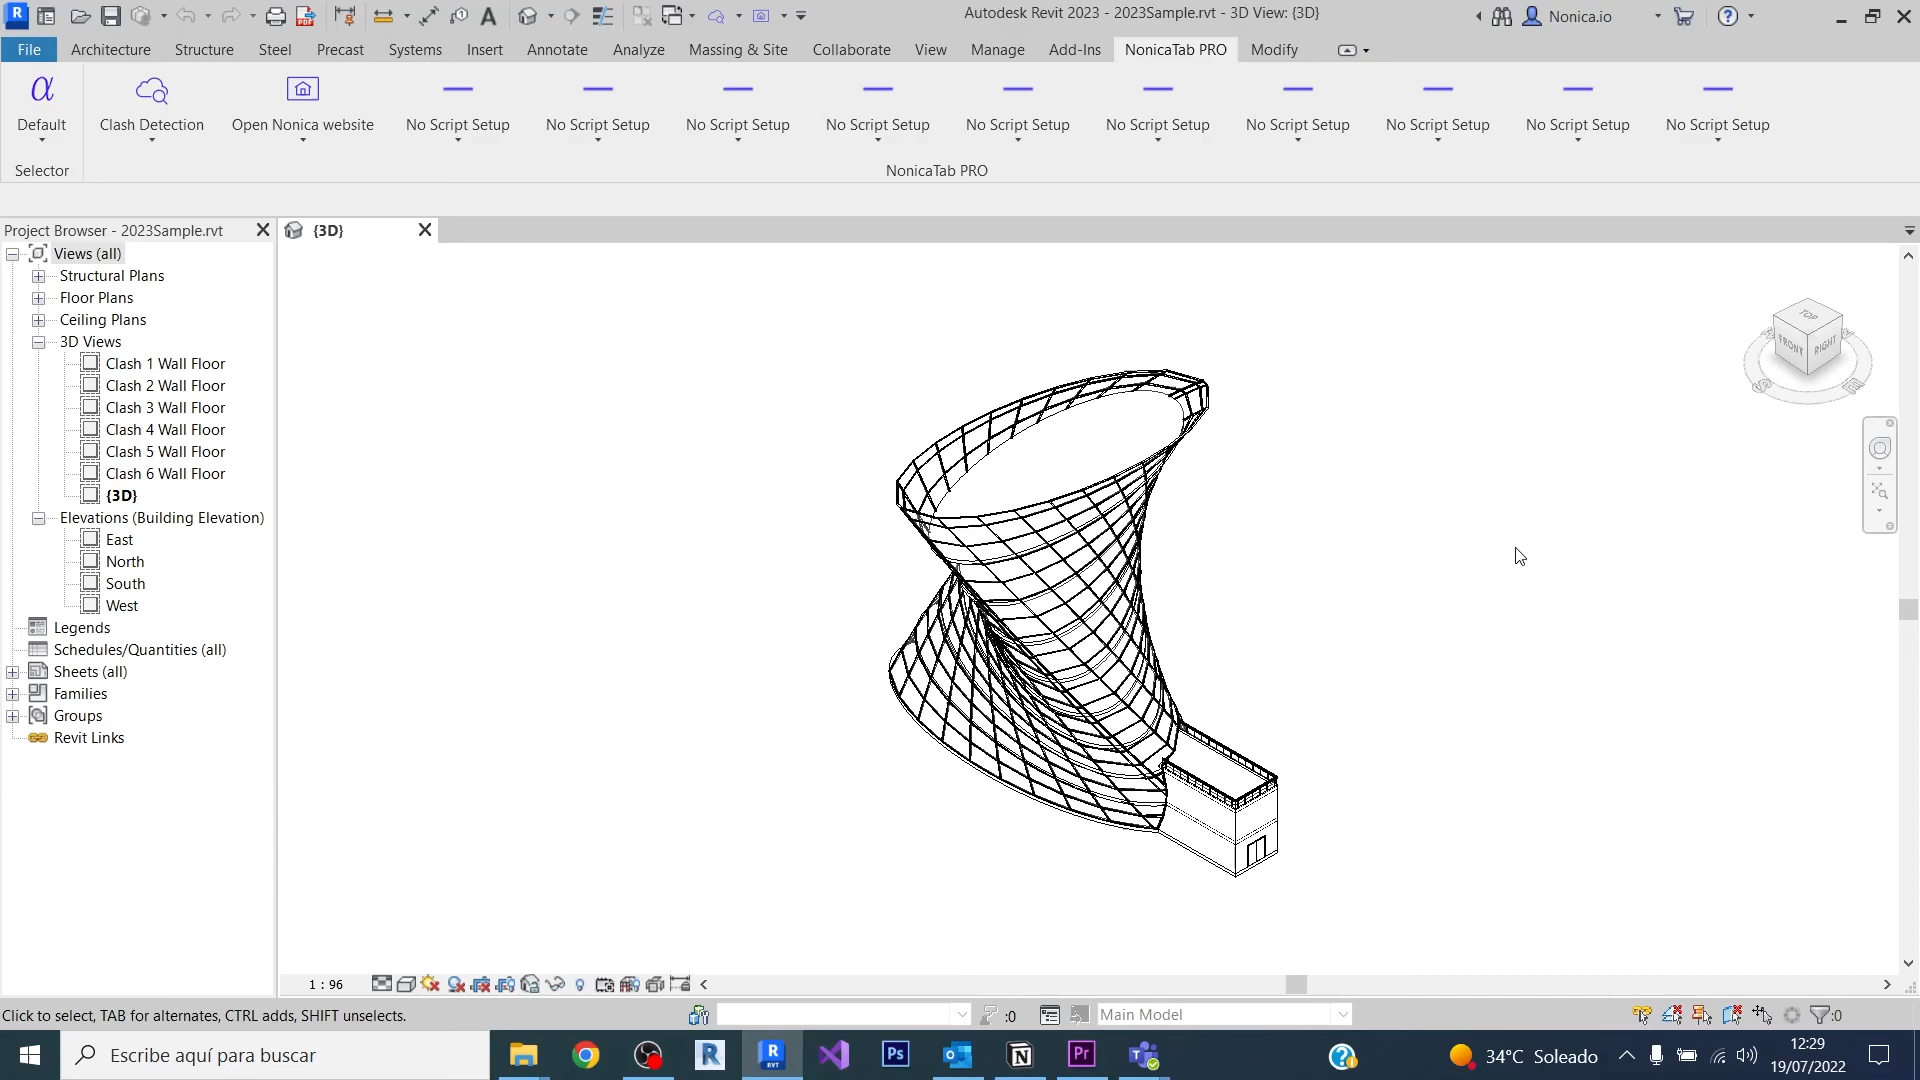 Autodesk Revit 2023 - 2023Sample.rvt - 3D View: {3D}
Nonica.io
File Architecture Structure Steel Precast Systems Insert Annotate Analyze Massing & Site Collaborate View Manage Add-Ins NonicaTab PRO Modify
α
Default Clash Detection Open Nonica website No Script Setup No Script Setup No Script Setup No Script Setup No Script Setup No Script Setup No Script Setup No Script Setup No Script Setup No Script Setup
Selector NonicaTab PRO
Project Browser - 2023Sample.rvt
{3D}
Views (all)
Structural Plans
Floor Plans
Ceiling Plans
3D Views
Clash 1 Wall Floor
Clash 2 Wall Floor
Clash 3 Wall Floor
Clash 4 Wall Floor
Clash 5 Wall Floor
Clash 6 Wall Floor
{3D}
Elevations (Building Elevation)
East
North
South
West
Legends
Schedules/Quantities (all)
Sheets (all)
Families
Groups
Revit Links
TOP
FRONT RIGHT
S E
1 : 96
Click to select, TAB for alternates, CTRL adds, SHIFT unselects.
:0
Main Model
:0
Escribe aquí para buscar
R
R RVT
Ps
N
Pr
34°C Soleado
12:29
19/07/2022